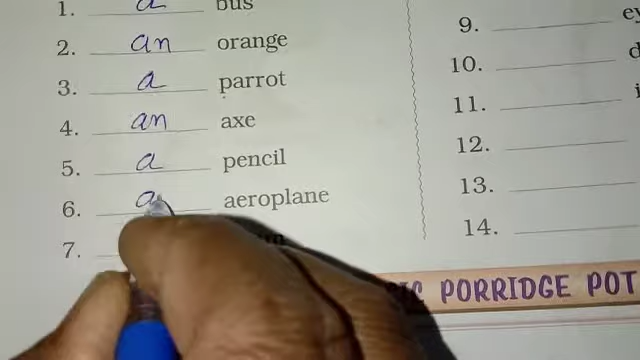 1. a bus
2. an orange
3. a parrot
4. an axe
5. a pencil
6. a aeroplane
7.
9.
10.
11.
12.
13.
14.
PORRIDGE POT